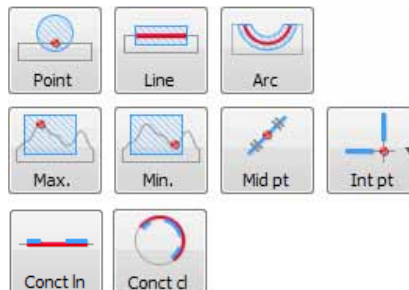 Point Line Arc
Max. Min. Mid pt Int pt
Conct ln Conct cl